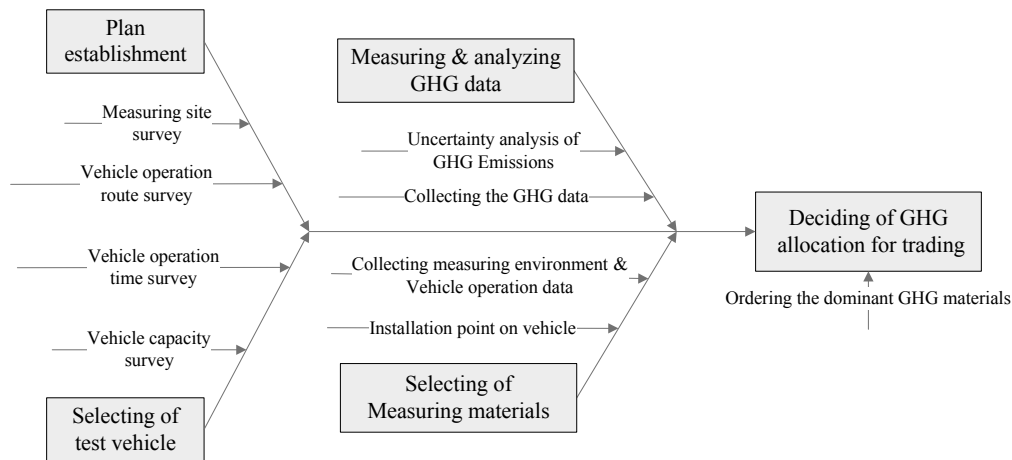 Plan
establishment
Measuring site
survey
Vehicle operation
route survey
Vehicle operation
time survey
Vehicle capacity
survey
Selecting of
test vehicle
Measuring & analyzing
GHG data
Uncertainty analysis of
GHG Emissions
Collecting the GHG data
Collecting measuring environment &
Vehicle operation data
Installation point on vehicle
Selecting of
Measuring materials
Deciding of GHG
allocation for trading
Ordering the dominant GHG materials